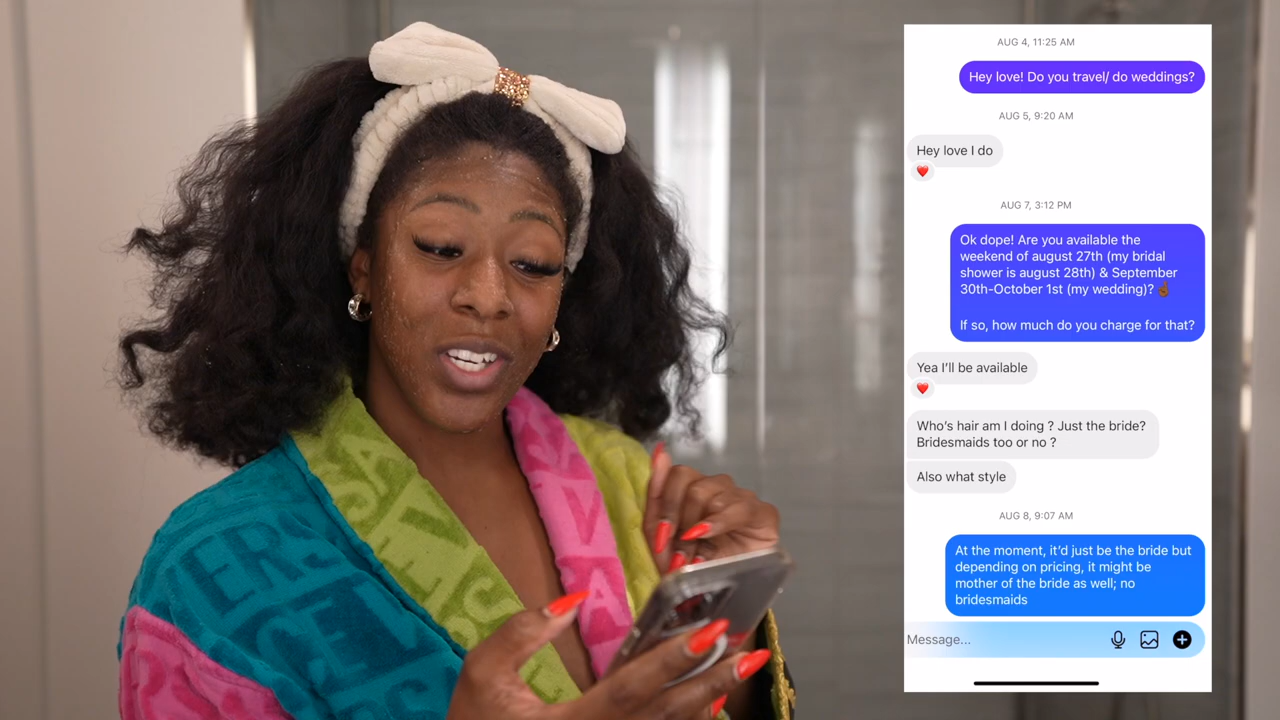 AUG 4, 11:25 AM
Hey love! Do you travel/ do weddings?
AUG 5, 9:20 AM
Hey love I do
AUG 7, 3:12 PM
Ok dope! Are you available the
weekend of august 27th (my bridal
shower is august 28th) & September
30th-October 1st (my wedding)? 🤞🏾
If so, how much do you charge for that?
Yea I'll be available
Who's hair am I doing ? Just the bride?
Bridesmaids too or no ?
Also what style
AUG 8, 9:07 AM
At the moment, it'd just be the bride but
depending on pricing, it might be
mother of the bride as well; no
bridesmaids
Message...
VERSACE